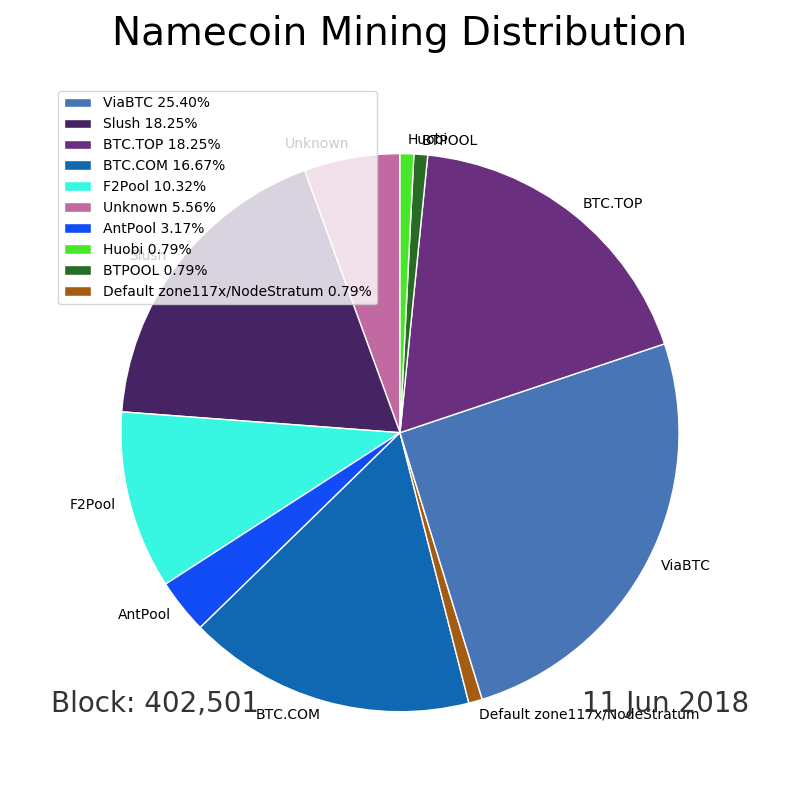 Namecoin Mining Distribution
ViaBTC 25.40%
Slush 18.25%
BTC.TOP 18.25%
BTC.COM 16.67%
F2Pool 10.32%
Unknown 5.56%
AntPool 3.17%
Huobi 0.79%
BTPOOL 0.79%
Default zone117x/NodeStratum 0.79%
Unknown
Huobi
BTPOOL
BTC.TOP
Slush
F2Pool
ViaBTC
AntPool
BTC.COM
Default zone117x/NodeStratum
Block: 402,501
11 Jun 2018